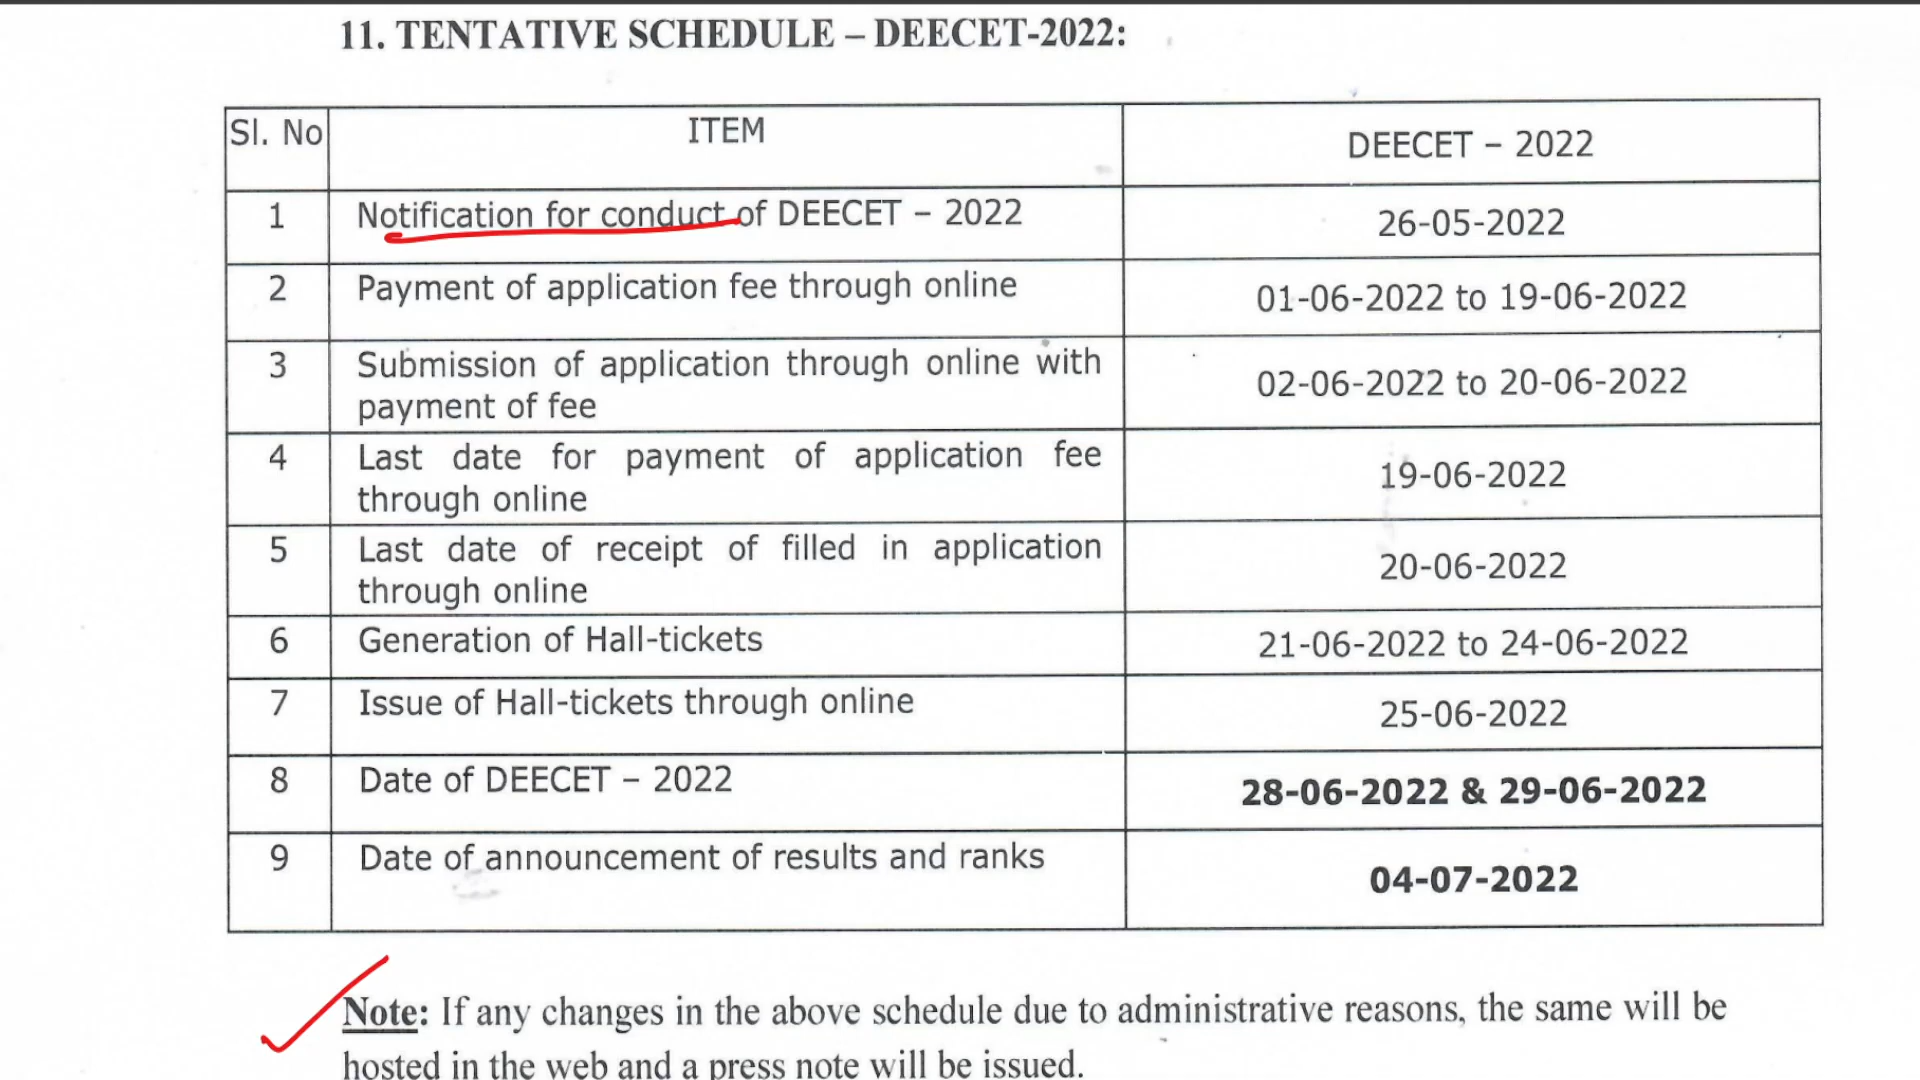 11. TENTATIVE SCHEDULE – DEECET-2022:
Sl. No ITEM DEECET – 2022
1 Notification for conduct of DEECET – 2022 26-05-2022
2 Payment of application fee through online 01-06-2022 to 19-06-2022
3 Submission of application through online with
payment of fee 02-06-2022 to 20-06-2022
4 Last date for payment of application fee
through online 19-06-2022
5 Last date of receipt of filled in application
through online 20-06-2022
6 Generation of Hall-tickets 21-06-2022 to 24-06-2022
7 Issue of Hall-tickets through online 25-06-2022
8 Date of DEECET – 2022 28-06-2022 & 29-06-2022
9 Date of announcement of results and ranks 04-07-2022
Note: If any changes in the above schedule due to administrative reasons, the same will be
hosted in the web and a press note will be issued.